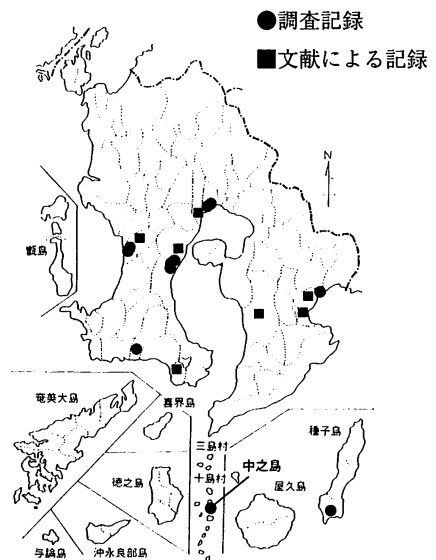 ●調査記録
■文献による記録
N
甑島
奄美大島
喜界島
三島村
種子島
徳之島
十島村
中之島
屋久島
与論島
沖永良部島